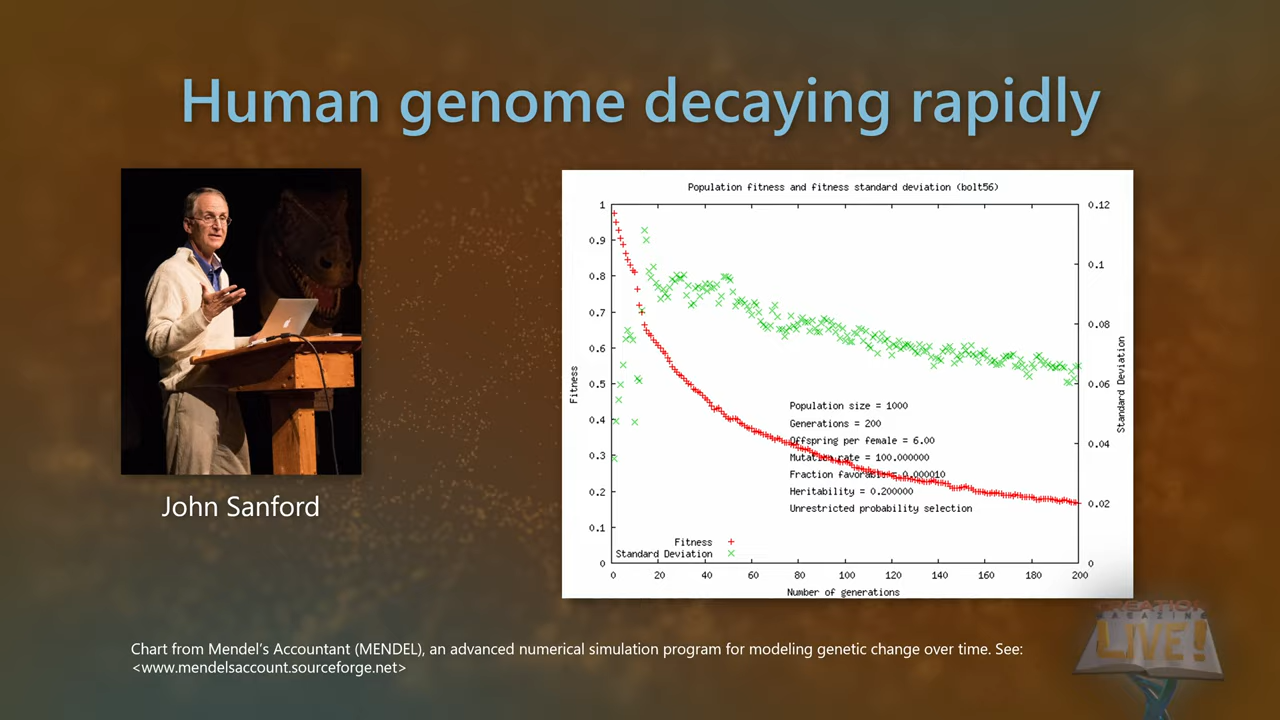 Human genome decaying rapidly
John Sanford
Population fitness and fitness standard deviation (bolt56)
1
0.9
0.8
0.7
0.6
0.5
0.4
0.3
0.2
0.1
0
Fitness
0.12
0.1
0.08
0.06
0.04
0.02
0
Standard Deviation
Population size = 1000
Generations = 200
Offspring per female = 6.00
Mutation rate = 100.000000
Fraction favorable = 0.000010
Heritability = 0.200000
Unrestricted probability selection
Fitness
Standard Deviation
0 20 40 60 80 100 120 140 160 180 200
Number of generations
Chart from Mendel's Accountant (MENDEL), an advanced numerical simulation program for modeling genetic change over time. See:
<www.mendelsaccount.sourceforge.net>
CREATION
MAGAZINE
LIVE!